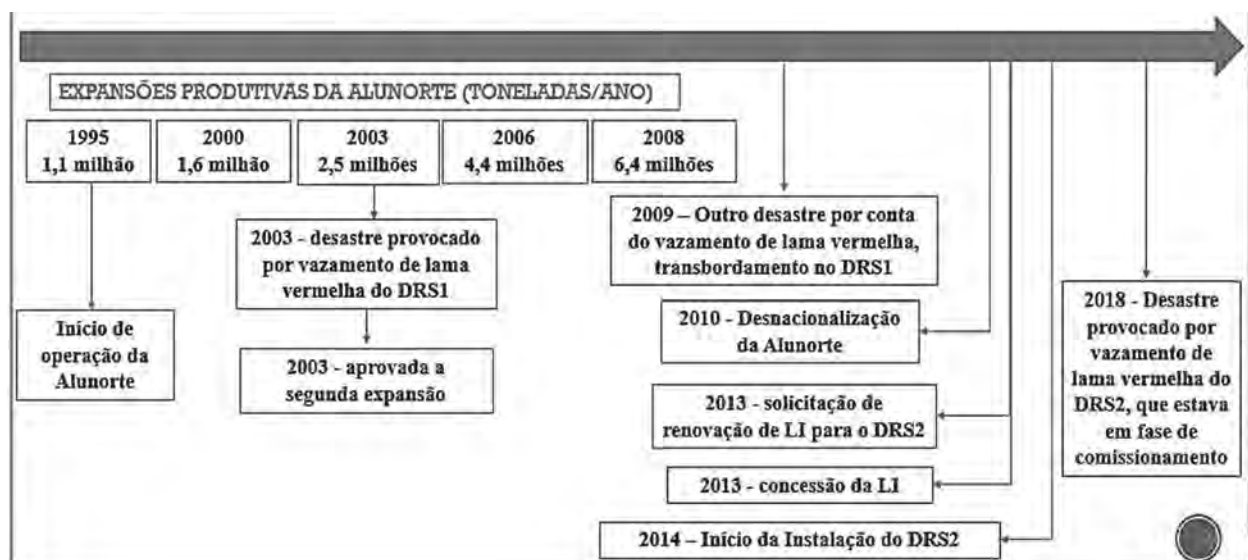 EXPANSÕES PRODUTIVAS DA ALUNORTE (TONELADAS/ANO)
1995
1,1 milhão
2000
1,6 milhão
2003
2,5 milhões
2006
4,4 milhões
2008
6,4 milhões
Início de
operação da
Alunorte
2003 - desastre provocado
por vazamento de lama
vermelha do DRS1
2003 - aprovada a
segunda expansão
2009 – Outro desastre por conta
do vazamento de lama vermelha,
transbordamento no DRS1
2010 - Desnacionalização
da Alunorte
2013 - solicitação de
renovação de LI para o DRS2
2013 - concessão da LI
2014 – Início da Instalação do DRS2
2018 - Desastre
provocado por
vazamento de
lama vermelha do
DRS2, que estava
em fase de
comissionamento